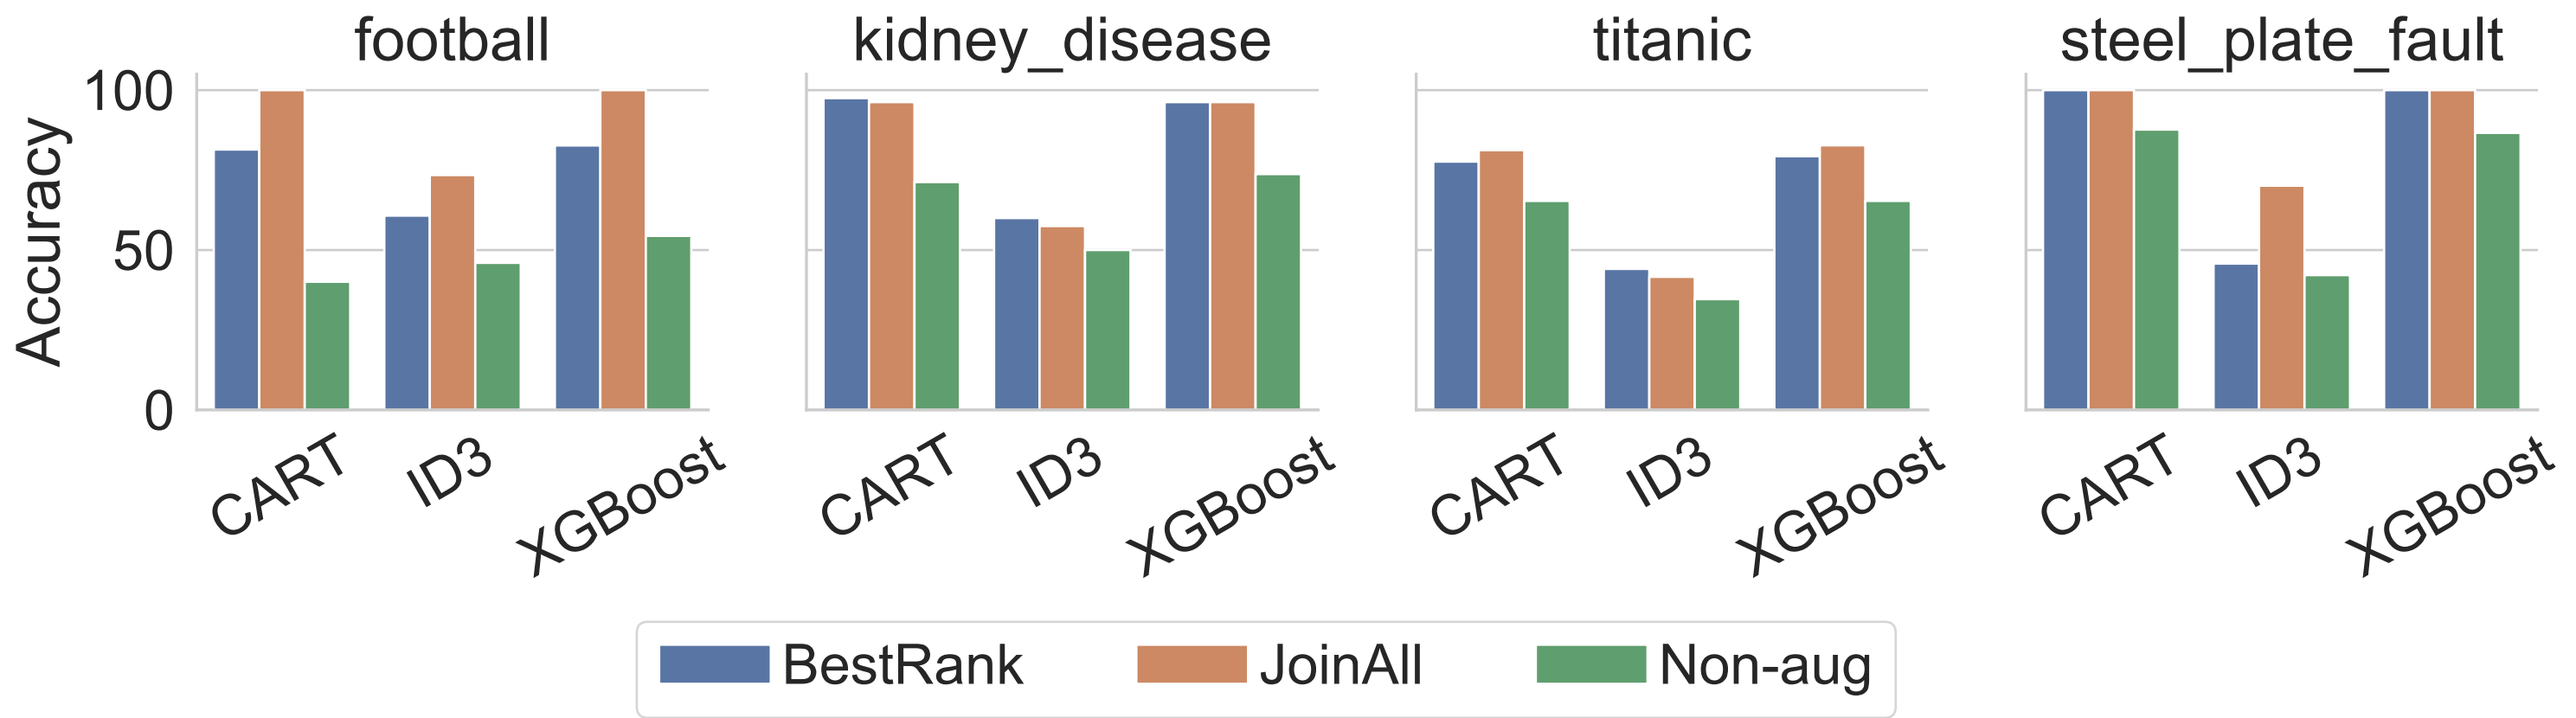 football kidney_disease titanic steel_plate_fault
Accuracy
100
50
0
CART ID3 XGBoost CART ID3 XGBoost CART ID3 XGBoost CART ID3 XGBoost
BestRank JoinAll Non-aug